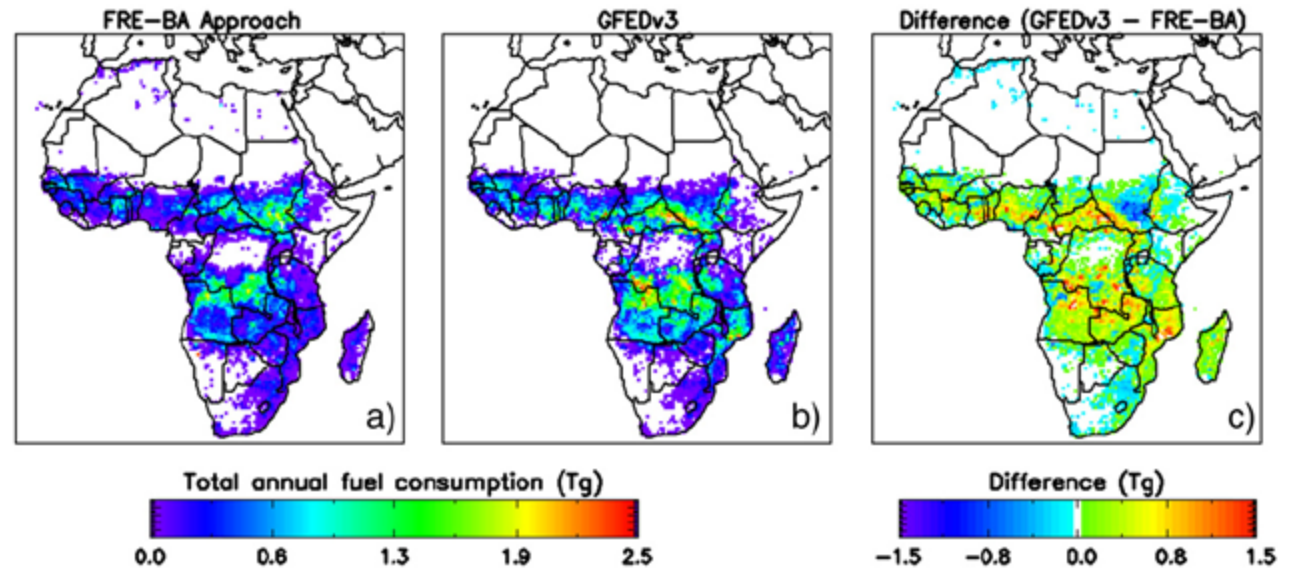 FRE-BA Approach
GFEDv3
Difference (GFEDv3 - FRE-BA)
a)
b)
c)
Total annual fuel consumption (Tg)
0.0 0.6 1.3 1.9 2.5
Difference (Tg)
-1.5 -0.8 0.0 0.8 1.5